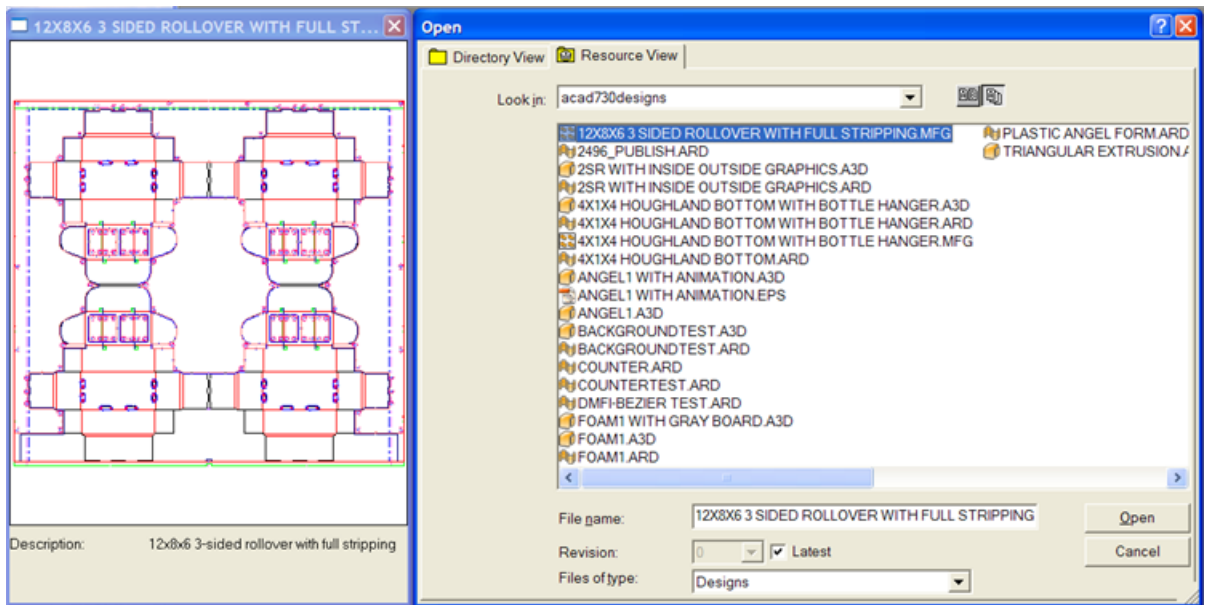 12X8X6 3 SIDED ROLLOVER WITH FULL ST...
Description: 12x8x6 3-sided rollover with full stripping
Open
Directory View Resource View
Look in: acad730designs
12X8X6 3 SIDED ROLLOVER WITH FULL STRIPPING.MFG
2496_PUBLISH.ARD
2SR WITH INSIDE OUTSIDE GRAPHICS.A3D
2SR WITH INSIDE OUTSIDE GRAPHICS.ARD
4X1X4 HOUGHLAND BOTTOM WITH BOTTLE HANGER.A3D
4X1X4 HOUGHLAND BOTTOM WITH BOTTLE HANGER.ARD
4X1X4 HOUGHLAND BOTTOM WITH BOTTLE HANGER.MFG
4X1X4 HOUGHLAND BOTTOM.ARD
ANGEL1 WITH ANIMATION.A3D
ANGEL1 WITH ANIMATION.EPS
ANGEL1.A3D
BACKGROUNDTEST.A3D
BACKGROUNDTEST.ARD
COUNTER.ARD
COUNTERTEST.ARD
DMFI-BEZIER TEST.ARD
FOAM1 WITH GRAY BOARD.A3D
FOAM1.A3D
FOAM1.ARD
PLASTIC ANGEL FORM.ARD
TRIANGULAR EXTRUSION.A
File name: 12X8X6 3 SIDED ROLLOVER WITH FULL STRIPPING
Open
Revision: 0 Latest
Cancel
Files of type: Designs